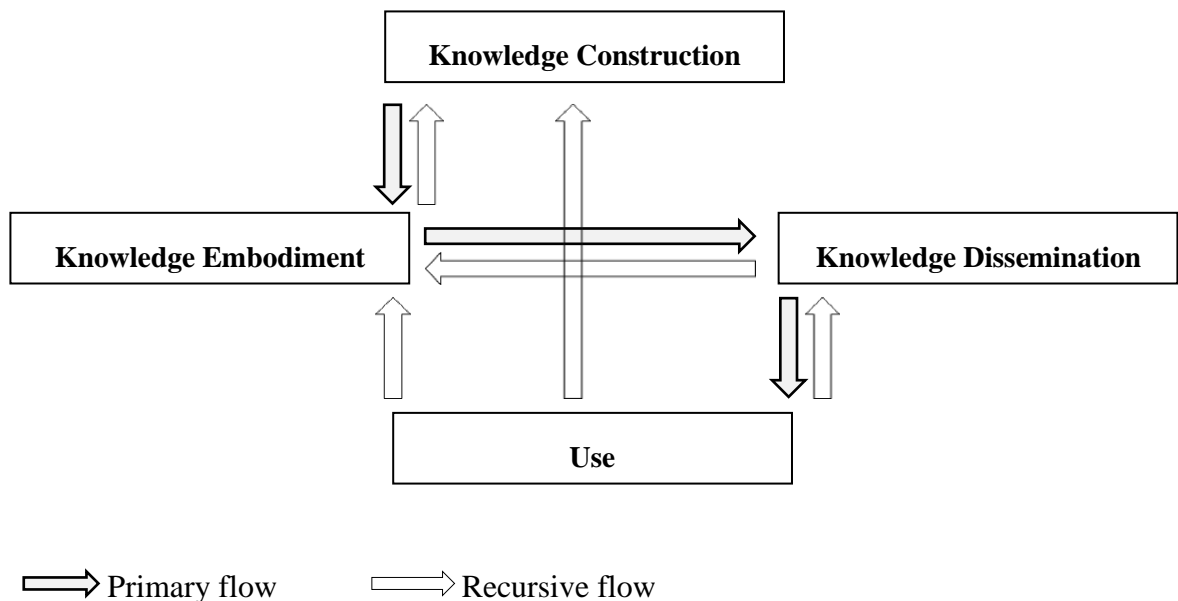 Knowledge Construction
Knowledge Embodiment
Knowledge Dissemination
Use
Primary flow
Recursive flow